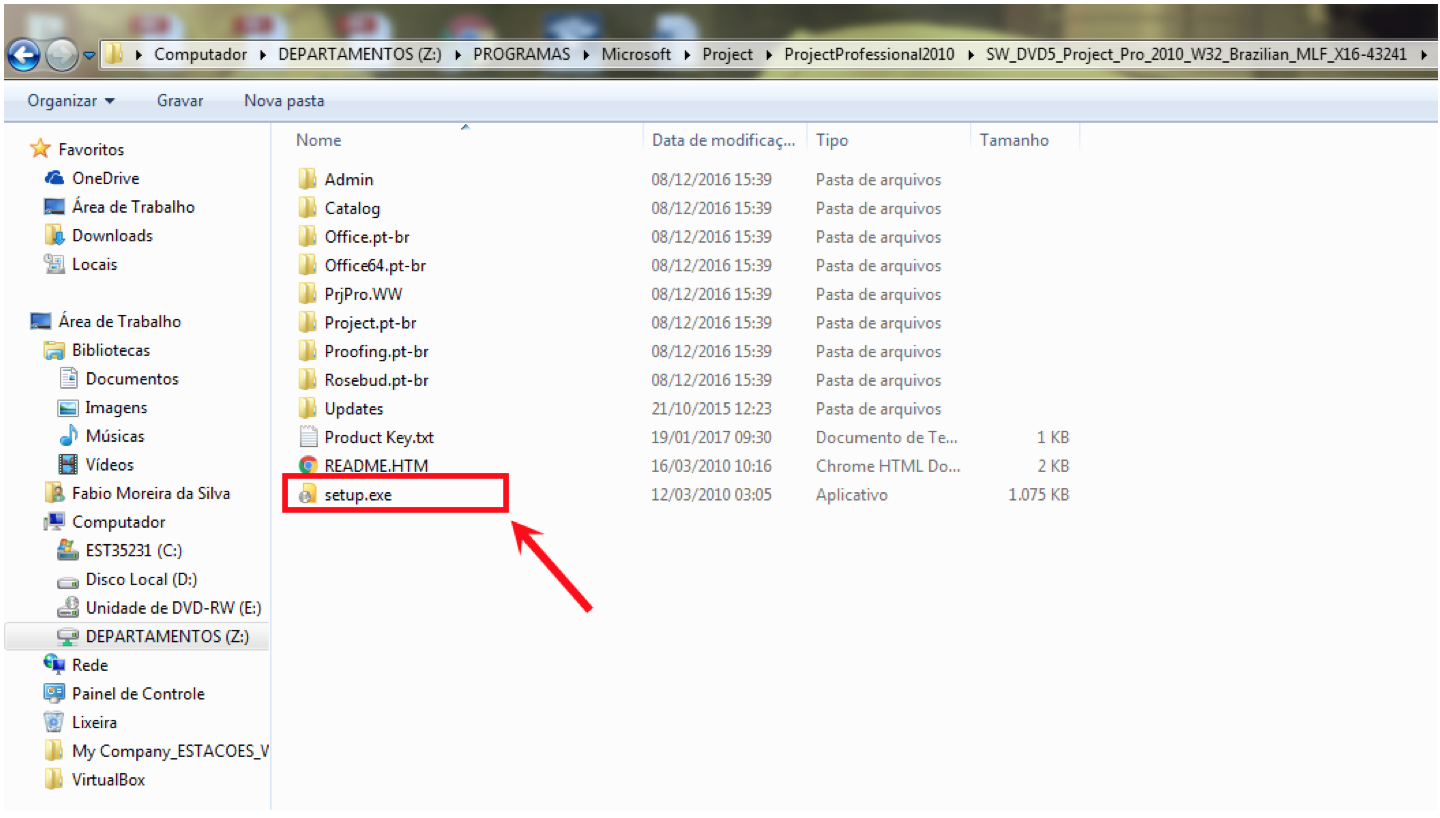 Computador DEPARTAMENTOS (Z:) PROGRAMAS Microsoft Project ProjectProfessional2010 SW_DVD5_Project_Pro_2010_W32_Brazilian_MLF_X16-43241
Organizar Gravar Nova pasta
Favoritos
OneDrive
Área de Trabalho
Downloads
Locais
Área de Trabalho
Bibliotecas
Documentos
Imagens
Músicas
Vídeos
Fabio Moreira da Silva
Computador
EST35231 (C:)
Disco Local (D:)
Unidade de DVD-RW (E:)
DEPARTAMENTOS (Z:)
Rede
Painel de Controle
Lixeira
My Company_ESTACOES_V
VirtualBox
Nome Data de modificaç... Tipo Tamanho
Admin 08/12/2016 15:39 Pasta de arquivos
Catalog 08/12/2016 15:39 Pasta de arquivos
Office.pt-br 08/12/2016 15:39 Pasta de arquivos
Office64.pt-br 08/12/2016 15:39 Pasta de arquivos
PrjPro.WW 08/12/2016 15:39 Pasta de arquivos
Project.pt-br 08/12/2016 15:39 Pasta de arquivos
Proofing.pt-br 08/12/2016 15:39 Pasta de arquivos
Rosebud.pt-br 08/12/2016 15:39 Pasta de arquivos
Updates 21/10/2015 12:23 Pasta de arquivos
Product Key.txt 19/01/2017 09:30 Documento de Te... 1 KB
README.HTM 16/03/2010 10:16 Chrome HTML Do... 2 KB
setup.exe 12/03/2010 03:05 Aplicativo 1.075 KB